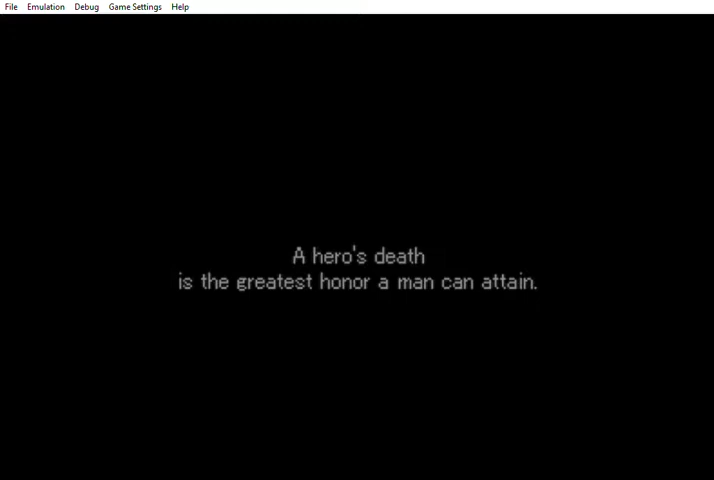 File Emulation Debug Game Settings Help
A hero's death
is the greatest honor a man can attain.